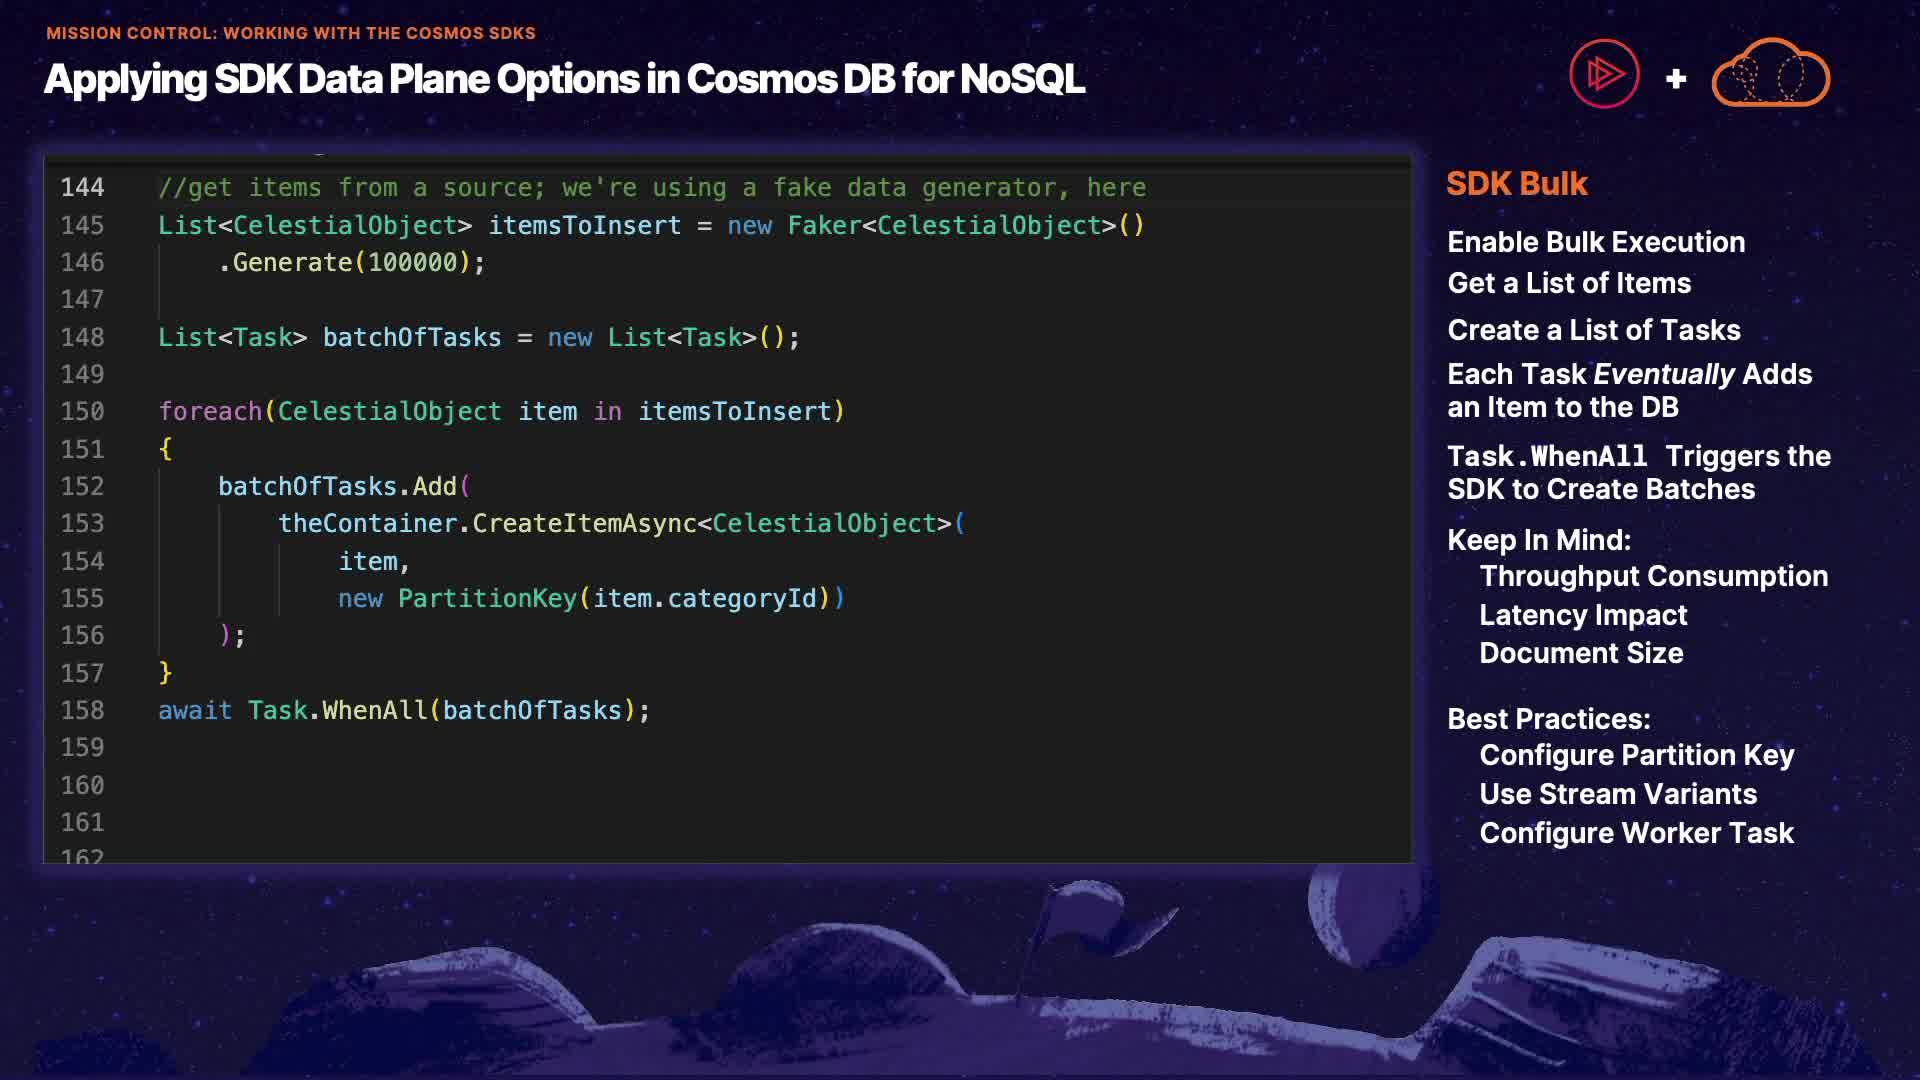 MISSION CONTROL: WORKING WITH THE COSMOS SDKS
Applying SDK Data Plane Options in Cosmos DB for NoSQL
+
144 //get items from a source; we're using a fake data generator, here
145 List<CelestialObject> itemsToInsert = new Faker<CelestialObject>()
146 .Generate(100000);
147
148 List<Task> batchOfTasks = new List<Task>();
149
150 foreach(CelestialObject item in itemsToInsert)
151 {
152 batchOfTasks.Add(
153 theContainer.CreateItemAsync<CelestialObject>(
154 item,
155 new PartitionKey(item.categoryId))
156 );
157 }
158 await Task.WhenAll(batchOfTasks);
159
160
161
162
SDK Bulk
Enable Bulk Execution
Get a List of Items
Create a List of Tasks
Each Task Eventually Adds
an Item to the DB
Task.WhenAll Triggers the
SDK to Create Batches
Keep In Mind:
Throughput Consumption
Latency Impact
Document Size
Best Practices:
Configure Partition Key
Use Stream Variants
Configure Worker Task